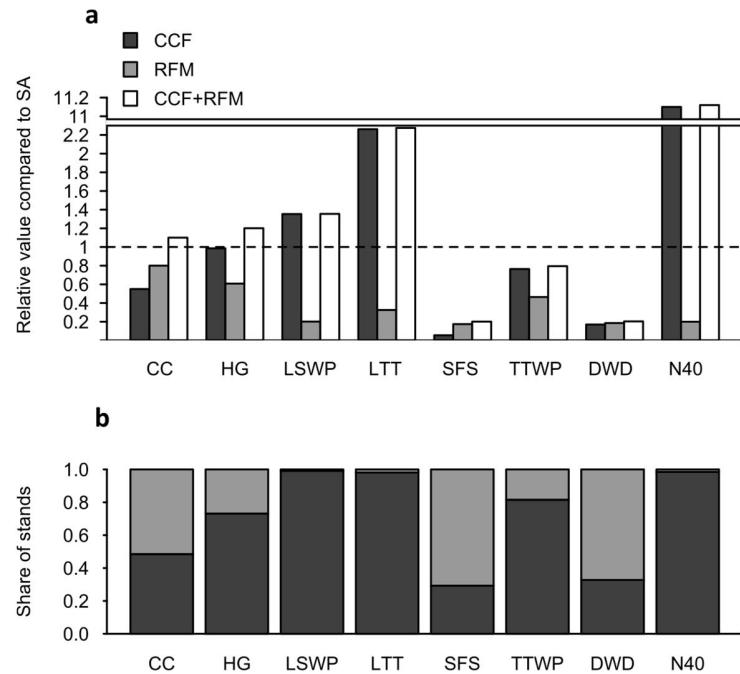 a
CCF
RFM
CCF+RFM
Relative value compared to SA
11.2
11
2.2
2
1.8
1.6
1.4
1.2
1
0.8
0.6
0.4
0.2
CC HG LSWP LTT SFS TTWP DWD N40
b
Share of stands
1.0
0.8
0.6
0.4
0.2
0.0
CC HG LSWP LTT SFS TTWP DWD N40